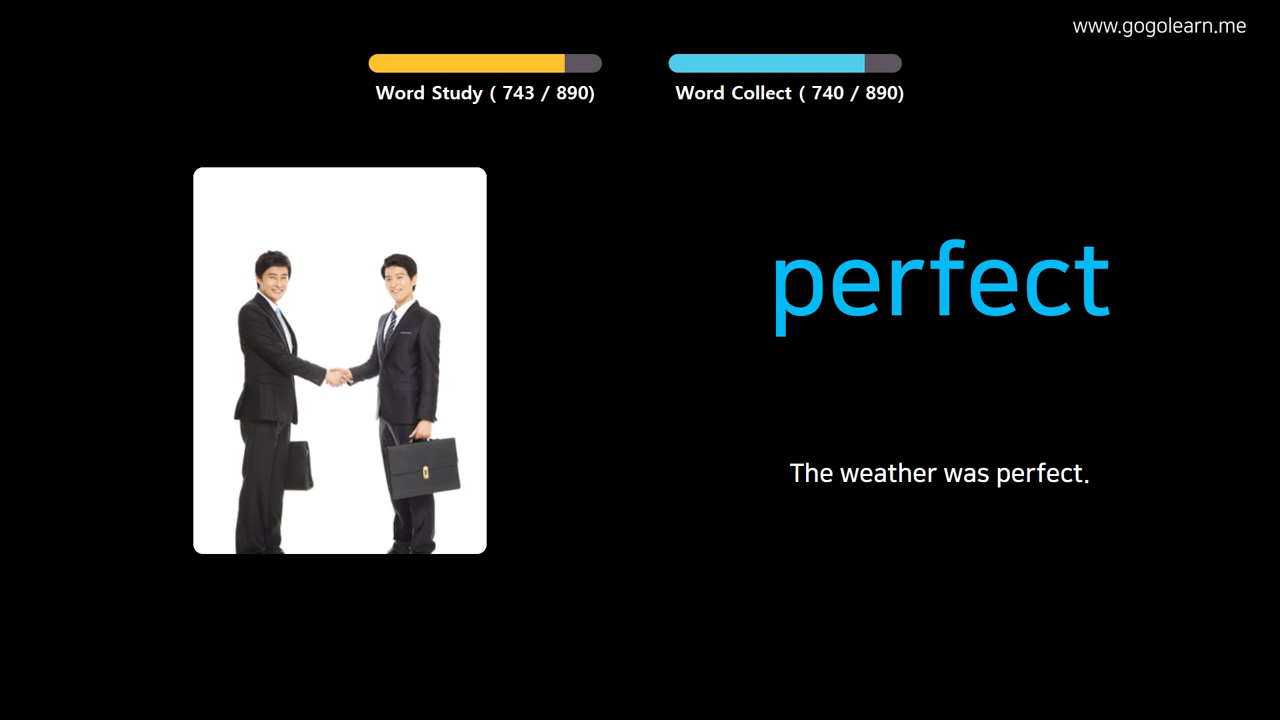 www.gogolearn.me
Word Study ( 743 / 890)
Word Collect ( 740 / 890)
perfect
The weather was perfect.